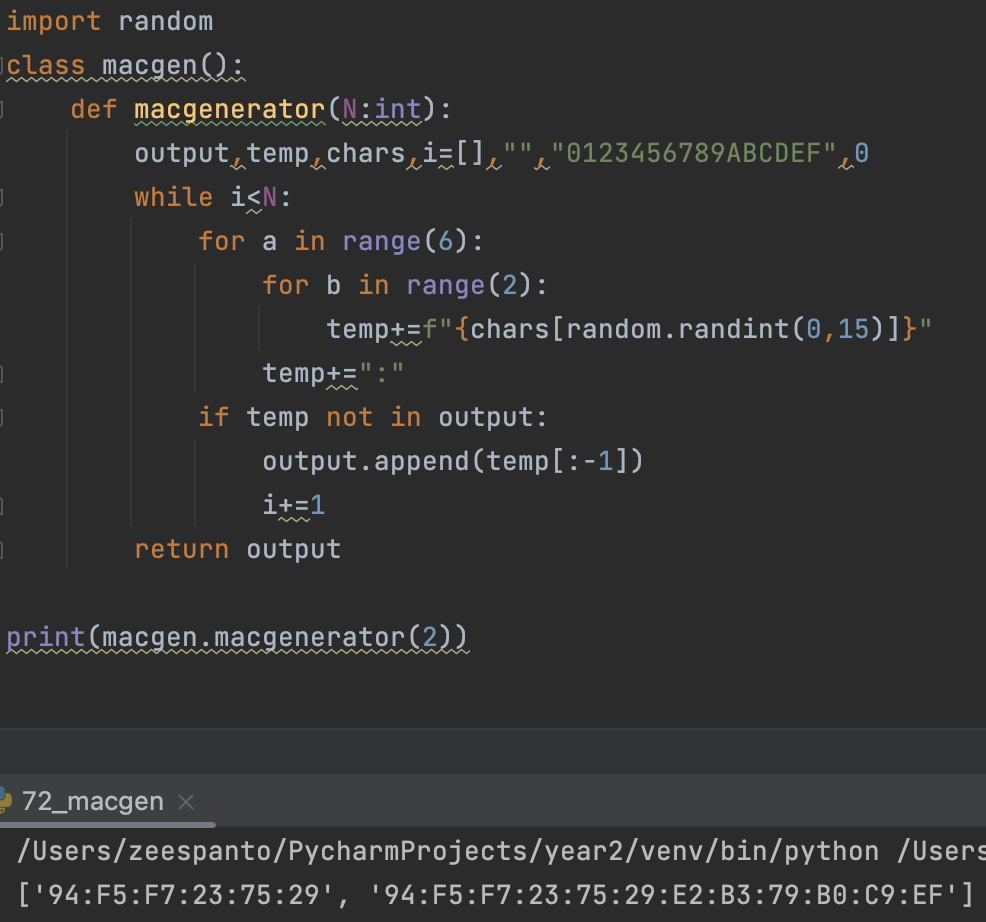 import random
class macgen():
    def macgenerator(N:int):
        output,temp,chars,i=[],"","0123456789ABCDEF",0
        while i<N:
            for a in range(6):
                for b in range(2):
                    temp+=f"{chars[random.randint(0,15)]}"
                temp+=":"
            if temp not in output:
                output.append(temp[:-1])
                i+=1
        return output
print(macgen.macgenerator(2))
72_macgen
/Users/zeespanto/PycharmProjects/year2/venv/bin/python /Users
['94:F5:F7:23:75:29', '94:F5:F7:23:75:29:E2:B3:79:B0:C9:EF']